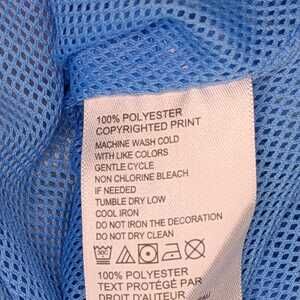 100% POLYESTER
COPYRIGHTED PRINT
MACHINE WASH COLD
WITH LIKE COLORS
GENTLE CYCLE
NON CHLORINE BLEACH
IF NEEDED
TUMBLE DRY LOW
COOL IRON
DO NOT IRON THE DECORATION
DO NOT DRY CLEAN
100% POLYESTER
TEXT PROTÉGÉ PAR
DROIT D'AUTEUR